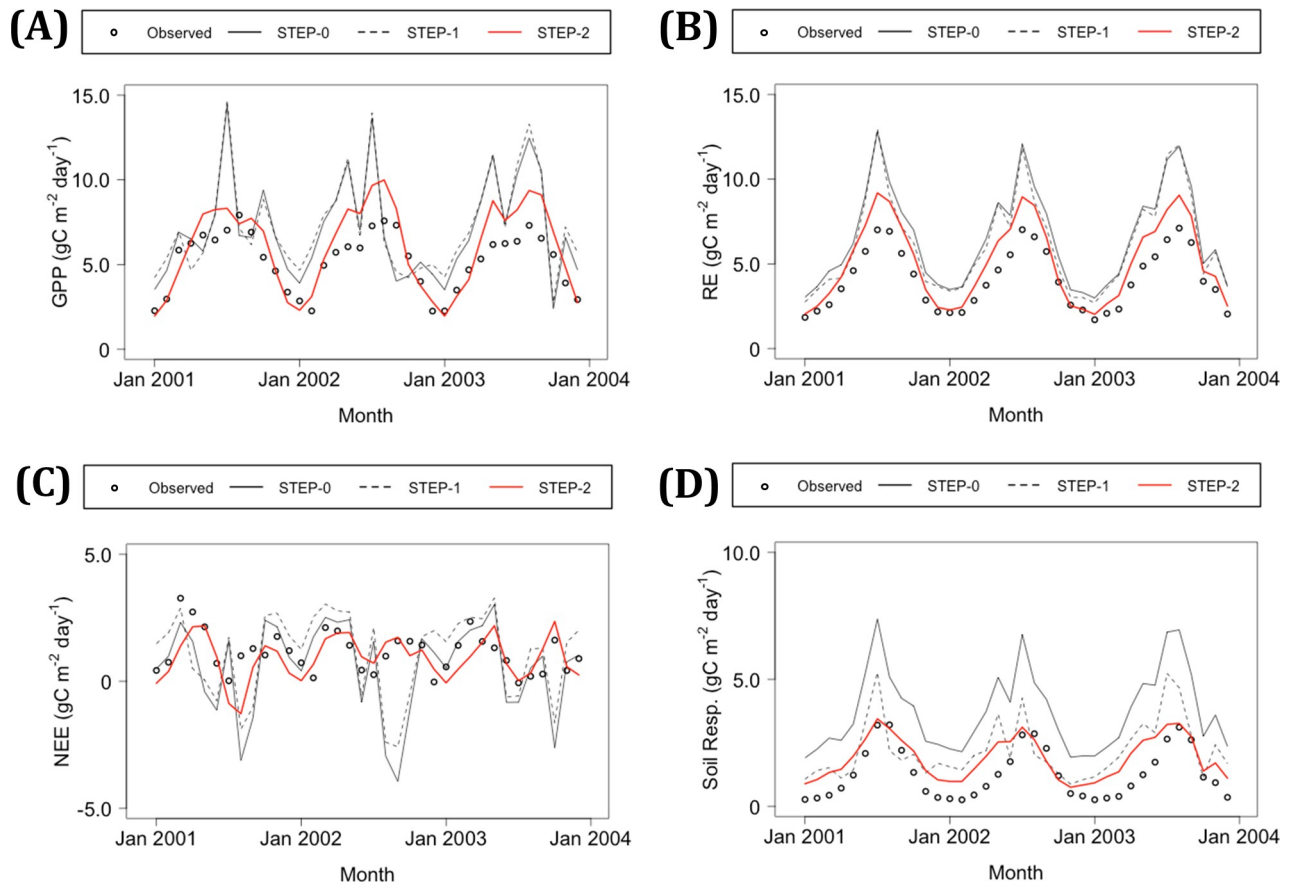 (A)
Observed STEP-0 STEP-1 STEP-2
GPP (gC m⁻² day⁻¹)
15.0
10.0
5.0
0
Jan 2001 Jan 2002 Jan 2003 Jan 2004
Month
(B)
Observed STEP-0 STEP-1 STEP-2
RE (gC m⁻² day⁻¹)
15.0
10.0
5.0
0
Jan 2001 Jan 2002 Jan 2003 Jan 2004
Month
(C)
Observed STEP-0 STEP-1 STEP-2
NEE (gC m⁻² day⁻¹)
5.0
0
-5.0
Jan 2001 Jan 2002 Jan 2003 Jan 2004
Month
(D)
Observed STEP-0 STEP-1 STEP-2
Soil Resp. (gC m⁻² day⁻¹)
10.0
5.0
0
Jan 2001 Jan 2002 Jan 2003 Jan 2004
Month